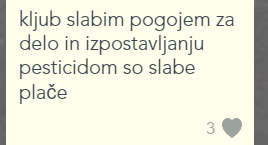 kljub slabim pogojem za
delo in izpostavljanju
pesticidom so slabe
plače
3